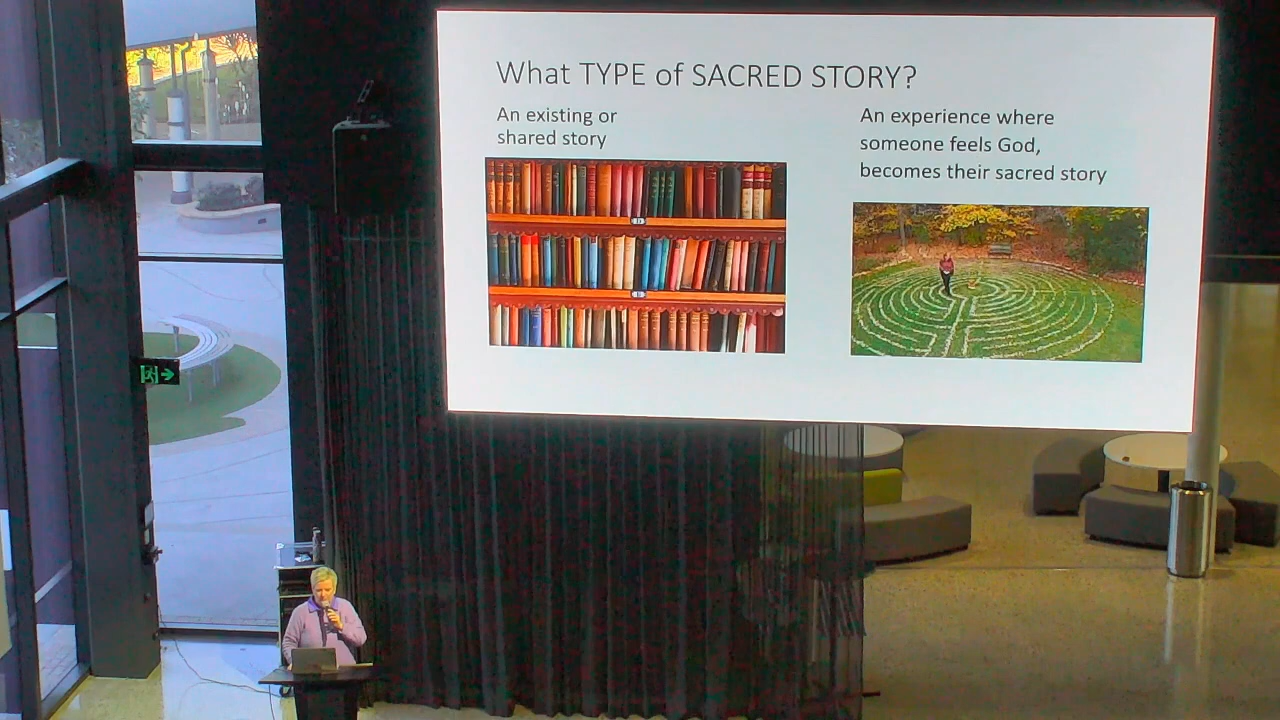 What TYPE of SACRED STORY?
An existing or
shared story
An experience where
someone feels God,
becomes their sacred story